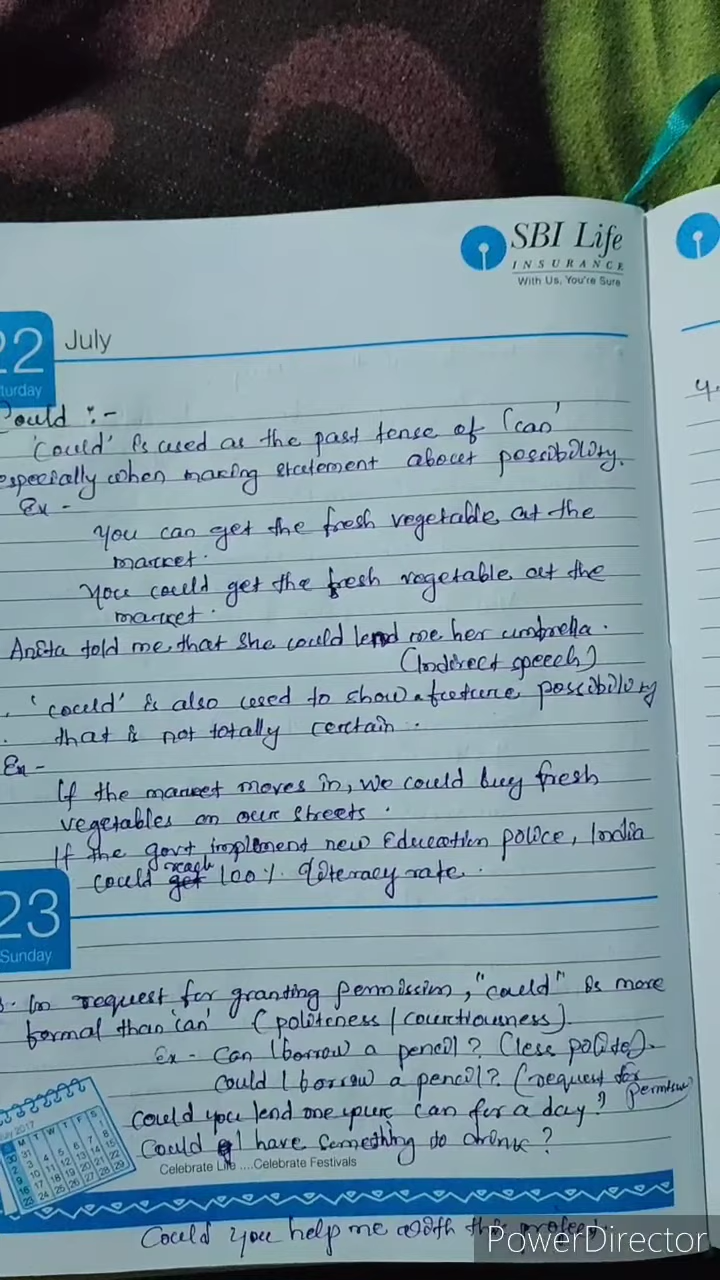 SBI Life
INSURANCE
With Us, You're Sure
22
July
turday
Could :-
'Could' is used as the past tense of 'can'
especially when making statement about possibility.
Ex -
You can get the fresh vegetable at the
market.
You could get the fresh vegetable at the
market.
Anita told me, that she could lend me her umbrella.
(Indirect speech)
'could' is also used to show a future possibility
that is not totally certain.
Ex -
If the market moves in, we could buy fresh
vegetables on our streets.
If the govt implement new Education police, India
could get reach 100% literacy rate.
23
Sunday
3. In request for granting permission, "could" is more
formal than 'can' (politeness / courtiousness).
Ex - Can I borrow a pencil? (less polite).
Could I borrow a pencil? (request for
Could you lend me your car for a day?
Could I have something to drink?
Celebrate Life ....Celebrate Festivals
Could you help me with this project.
PowerDirector